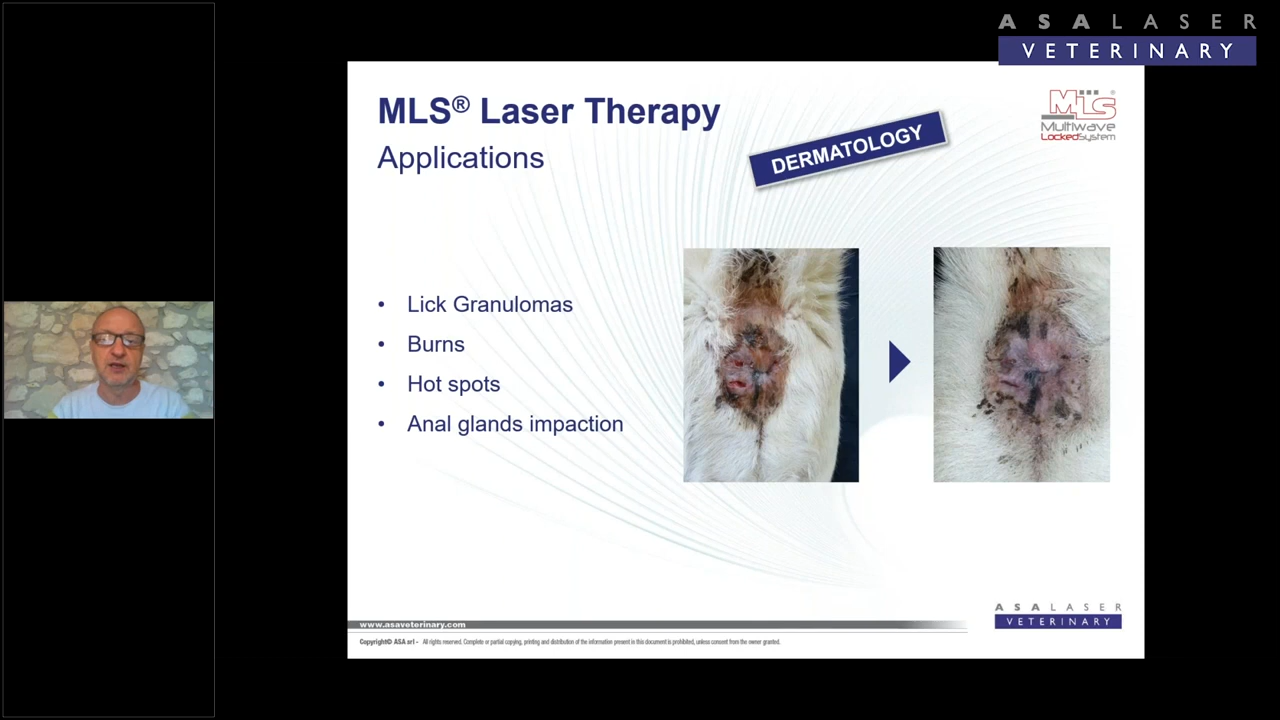 ASALASER
VETERINARY
MLS® Laser Therapy
Applications
DERMATOLOGY
MLS®
Multiwave
LockedSystem
• Lick Granulomas
• Burns
• Hot spots
• Anal glands impaction
ASALASER
VETERINARY
www.asaveterinary.com
Copyright© ASA srl - All rights reserved. Complete or partial copying, printing and distribution of the information present in this document is prohibited, unless consent from the owner granted.